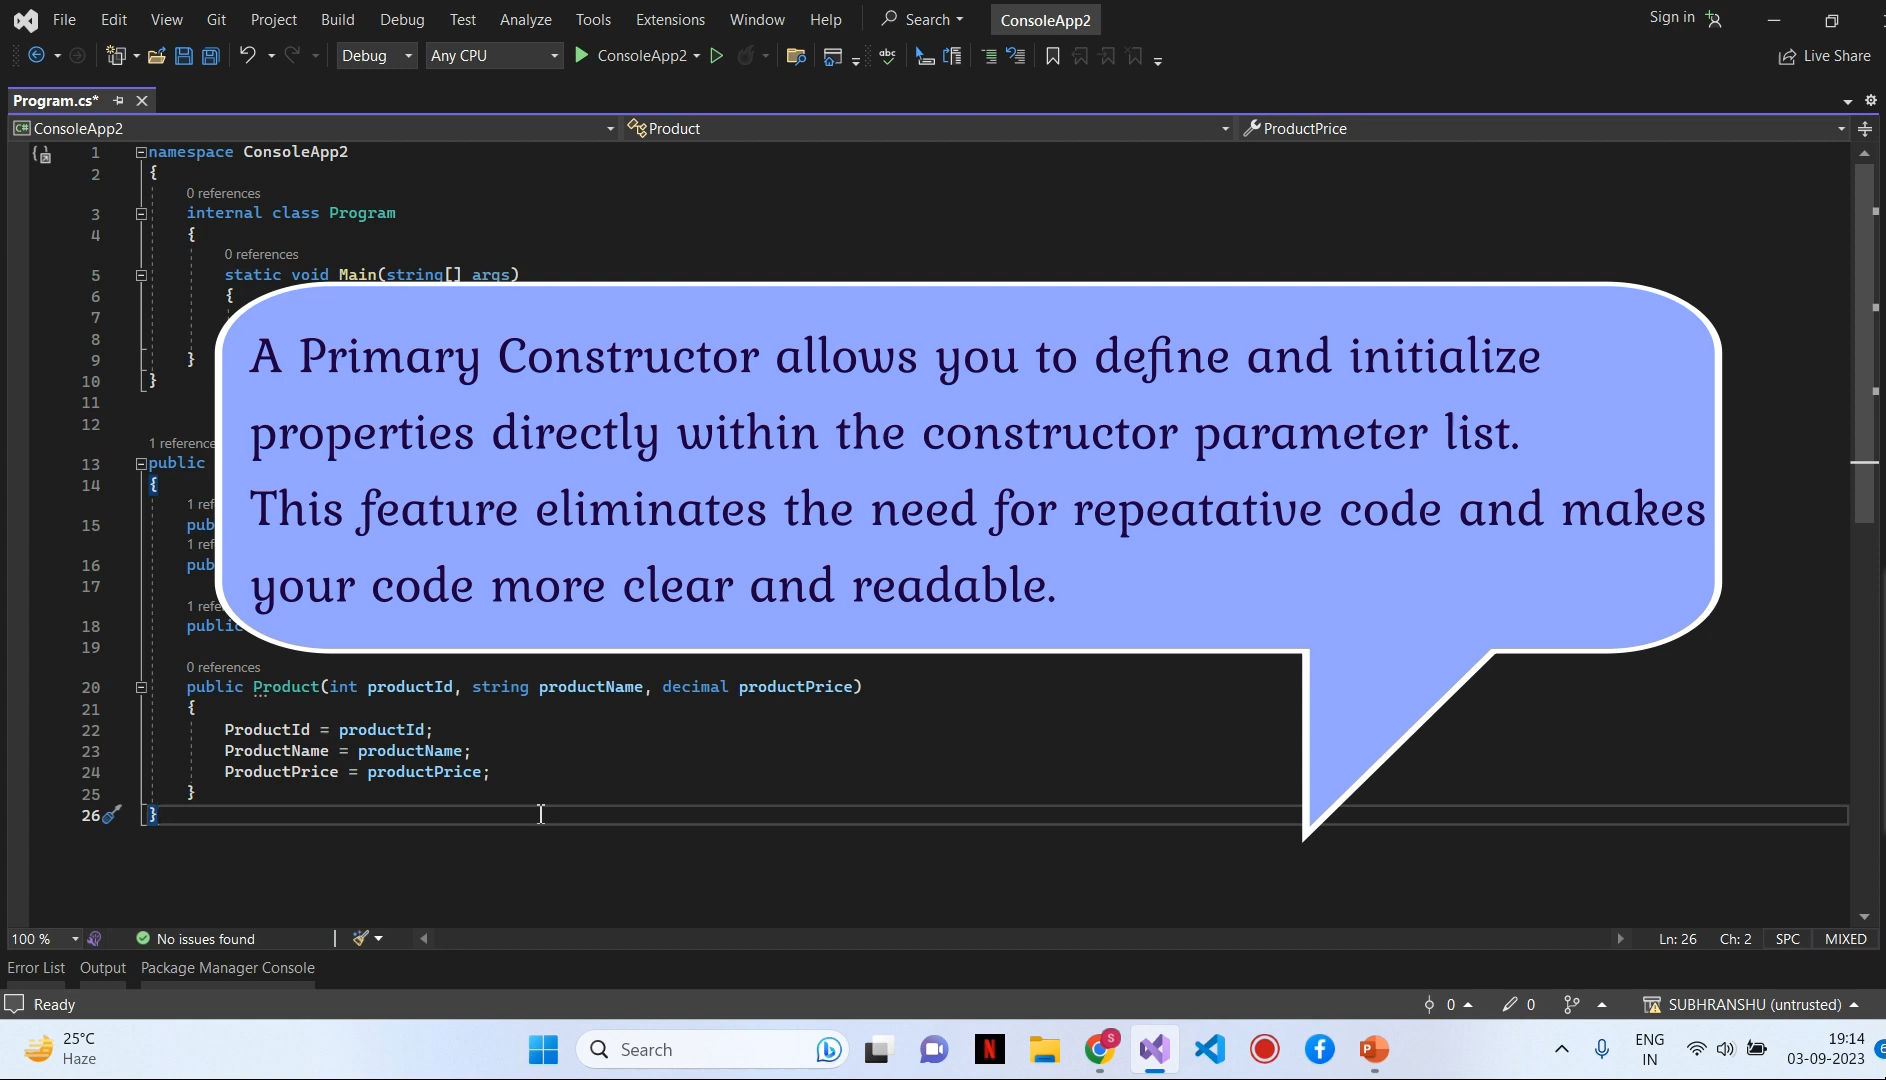 File Edit View Git Project Build Debug Test Analyze Tools Extensions Window Help Search ConsoleApp2 Sign in
Debug Any CPU ConsoleApp2 Live Share
Program.cs*
ConsoleApp2 Product ProductPrice
1 namespace ConsoleApp2
2 {
0 references
3 internal class Program
4 {
0 references
5 static void Main(string[] args)
6 {
7
8
9 }
10 }
11
12
1 reference
13 public
14 {
1 ref
15 pub
1 ref
16 pub
17
1 refe
18 public
19
A Primary Constructor allows you to define and initialize
properties directly within the constructor parameter list.
This feature eliminates the need for repeatative code and makes
your code more clear and readable.
0 references
20 public Product(int productId, string productName, decimal productPrice)
21 {
22 ProductId = productId;
23 ProductName = productName;
24 ProductPrice = productPrice;
25 }
26 }
100 % No issues found Ln: 26 Ch: 2 SPC MIXED
Error List Output Package Manager Console
Ready 0 0 SUBHRANSHU (untrusted)
25°C
Haze
Search
ENG
IN
19:14
03-09-2023